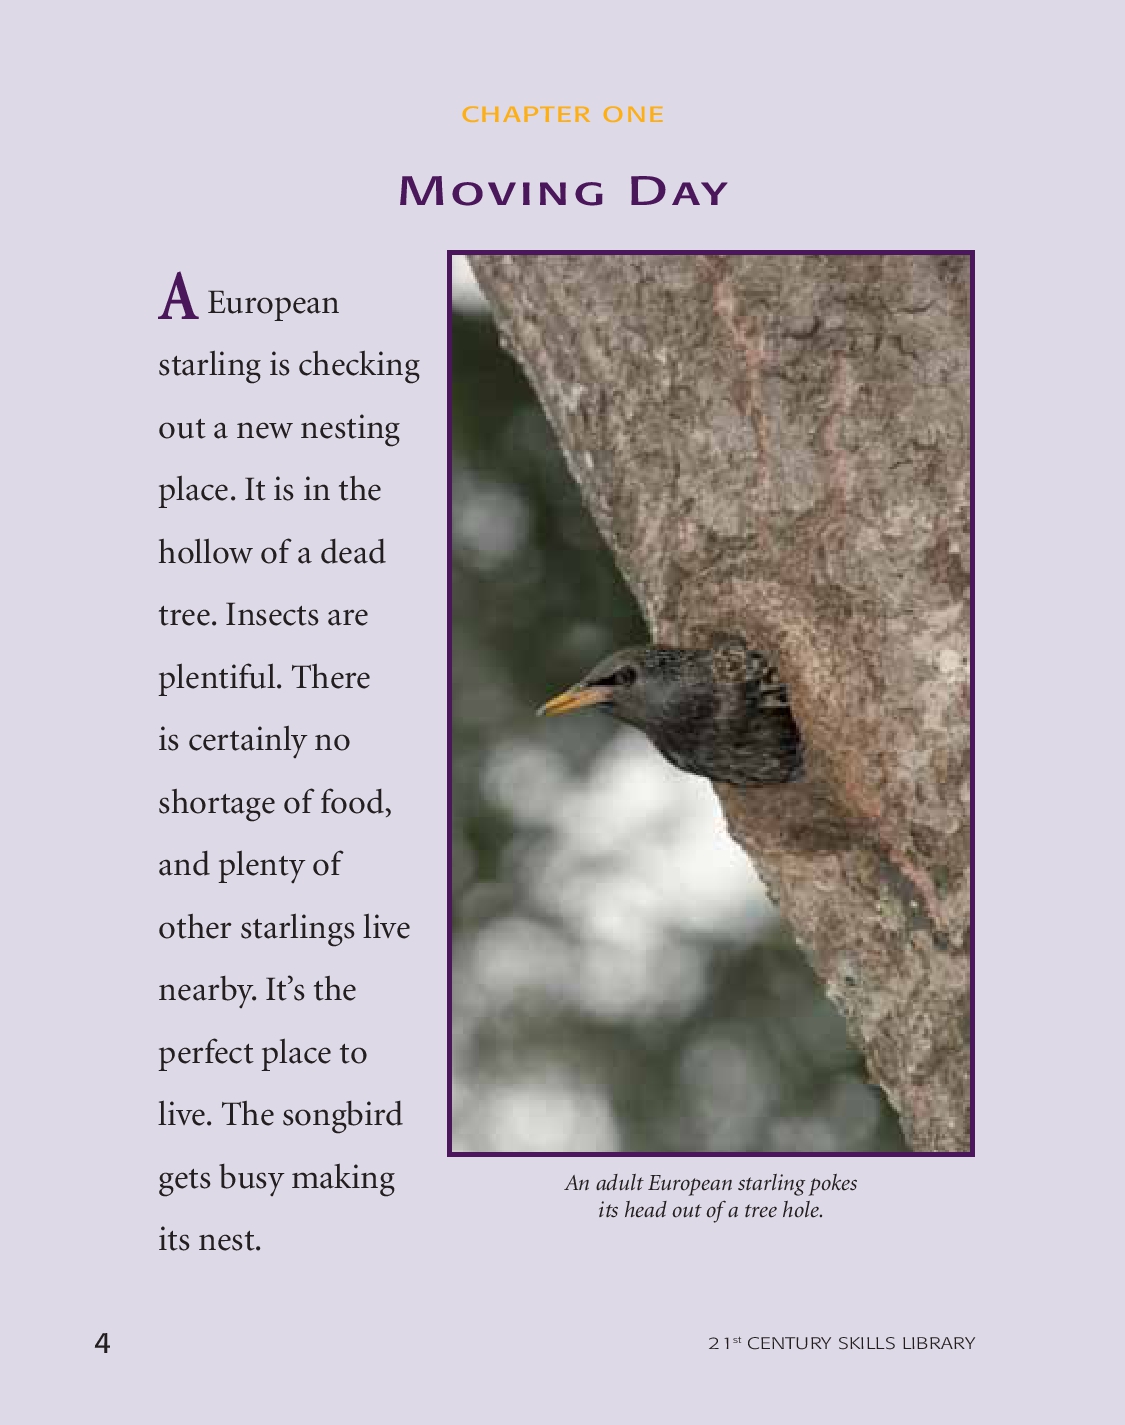 CHAPTER ONE
MOVING DAY
A European
starling is checking
out a new nesting
place. It is in the
hollow of a dead
tree. Insects are
plentiful. There
is certainly no
shortage of food,
and plenty of
other starlings live
nearby. It’s the
perfect place to
live. The songbird
gets busy making
its nest.
An adult European starling pokes
its head out of a tree hole.
4
21st CENTURY SKILLS LIBRARY